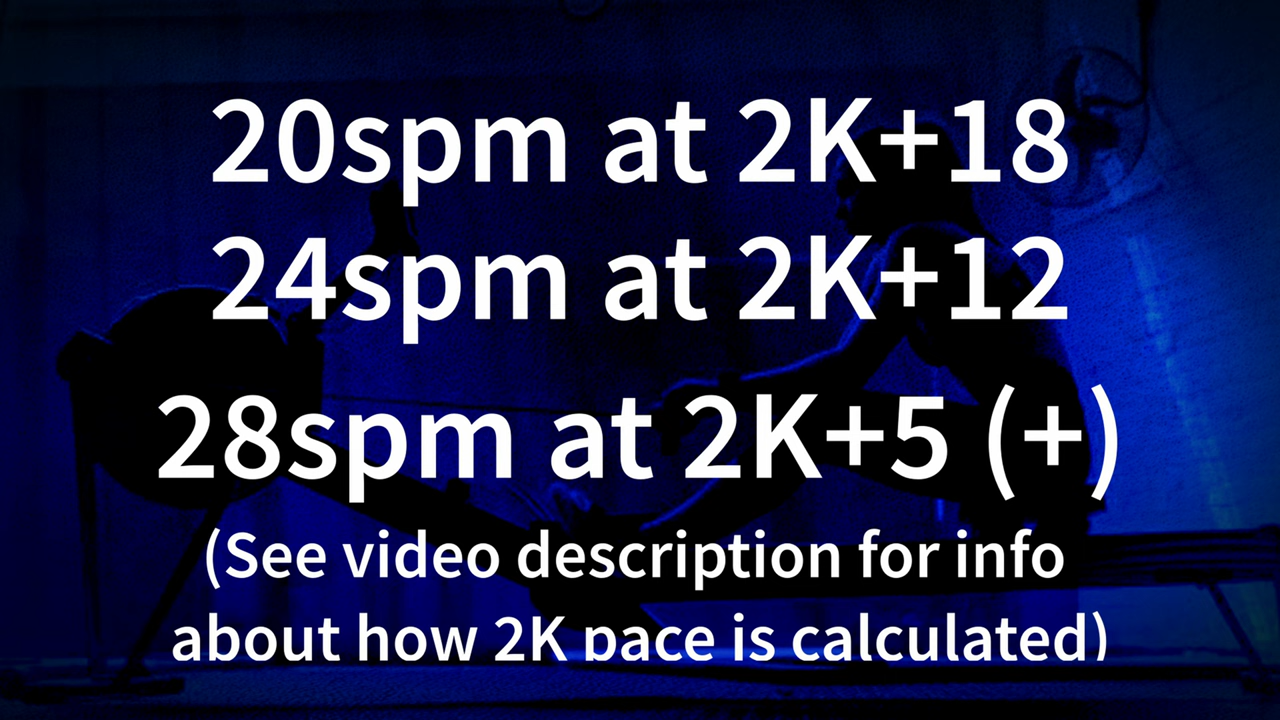 20spm at 2K+18
24spm at 2K+12
28spm at 2K+5 (+)
(See video description for info
about how 2K pace is calculated)